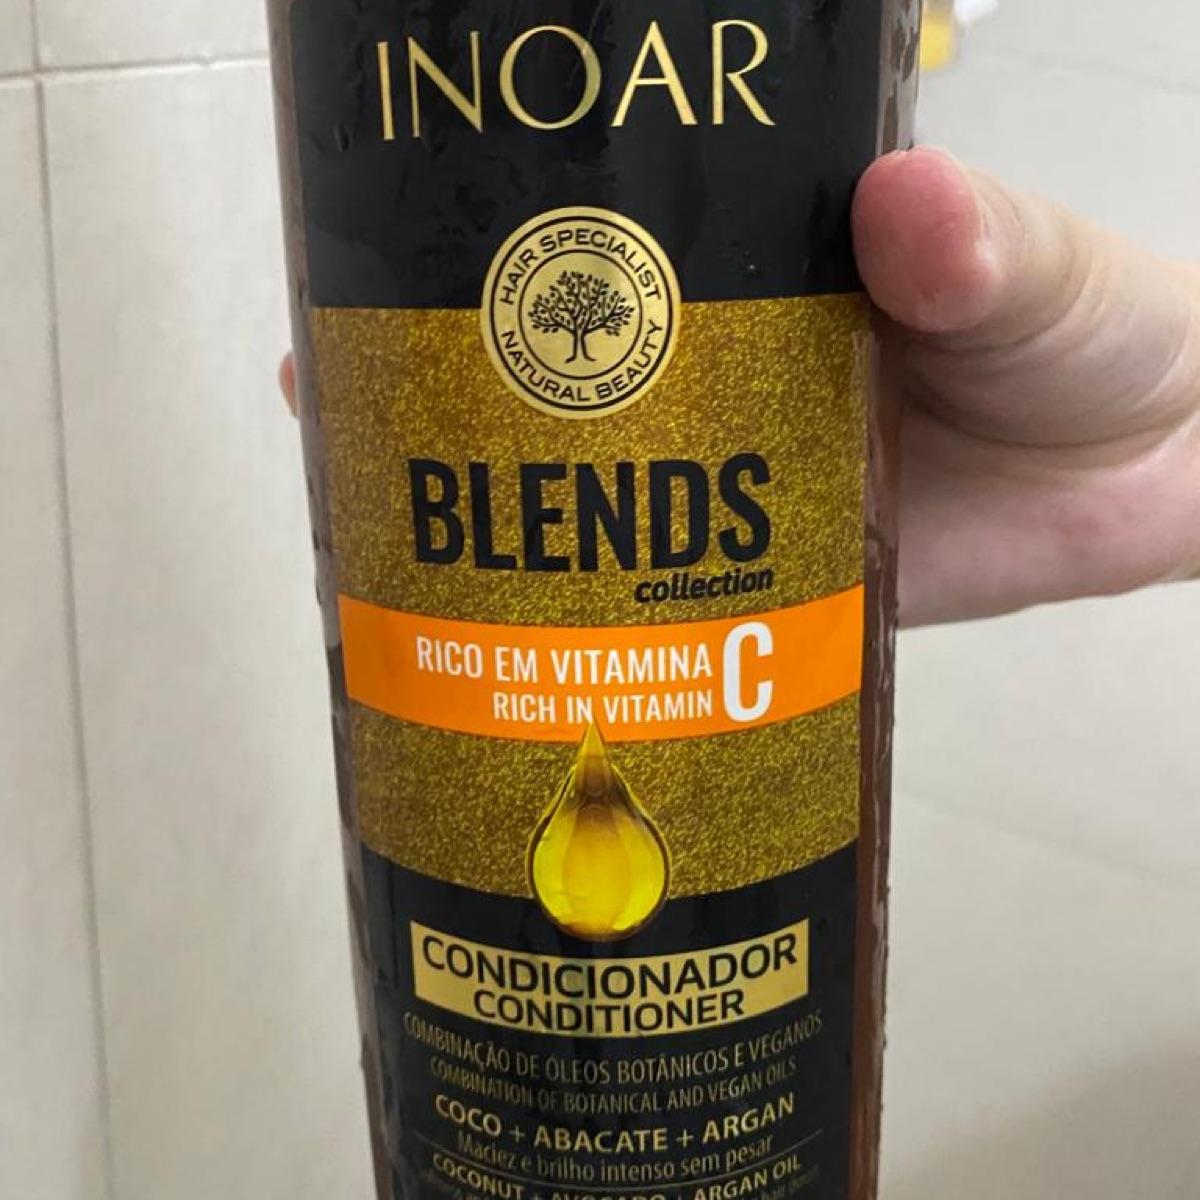 INOAR
HAIR SPECIALIST
NATURAL BEAUTY
BLENDS
collection
RICO EM VITAMINA C
RICH IN VITAMIN
CONDICIONADOR
CONDITIONER
COMBINAÇÃO DE ÓLEOS BOTÂNICOS E VEGANOS
COMBINATION OF BOTANICAL AND VEGAN OILS
COCO + ABACATE + ARGAN
Maciez e brilho intenso sem pesar
COCONUT + AVOCADO + ARGAN OIL